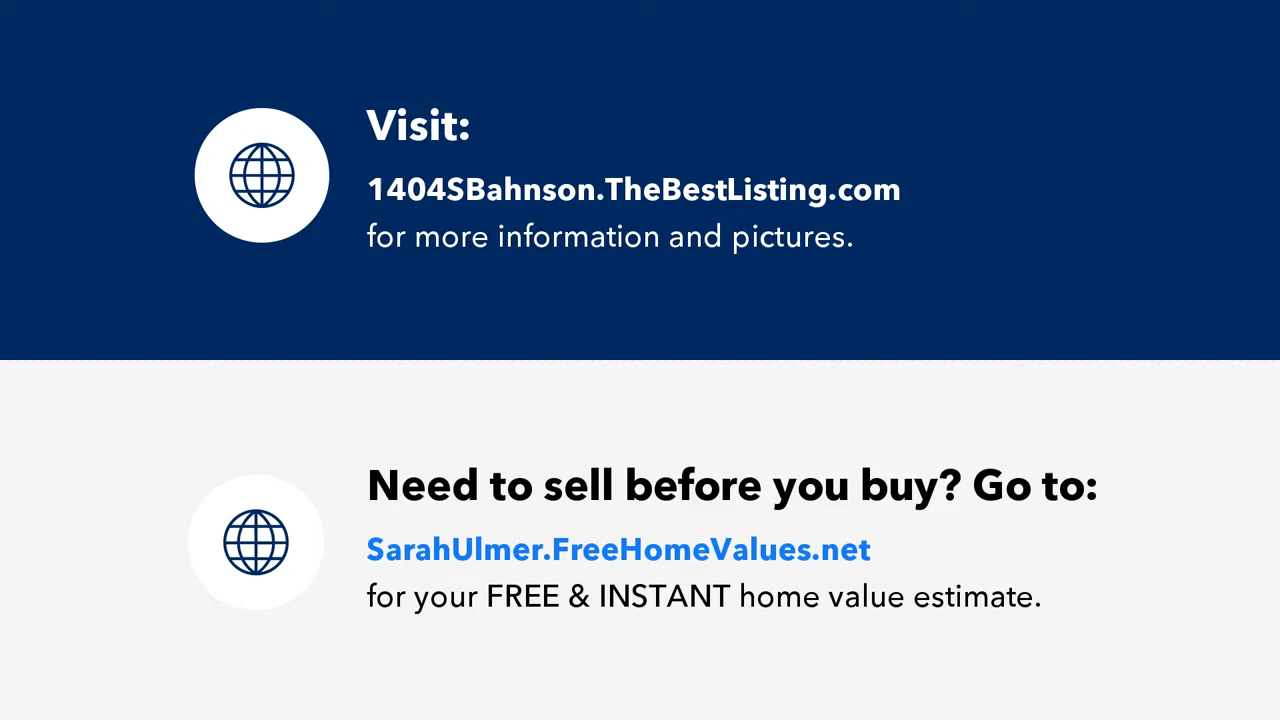 Visit:
1404SBahnson.TheBestListing.com
for more information and pictures.
Need to sell before you buy? Go to:
SarahUlmer.FreeHomeValues.net
for your FREE & INSTANT home value estimate.